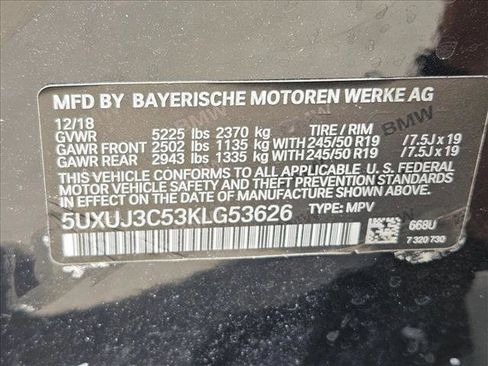 MFD BY BAYERISCHE MOTOREN WERKE AG
12/18
GVWR 5225 lbs 2370 kg TIRE / RIM
GAWR FRONT 2502 lbs 1135 kg ++245/50 R19 /7.5J x 19
GAWR REAR 2943 lbs 1335 kg ++245/50 R19 /7.5J x 19
THIS VEHICLE CONFORMS TO ALL APPLICABLE U.S. FEDERAL
MOTOR VEHICLE SAFETY, BUMPER, AND THEFT PREVENTION
STANDARDS IN EFFECT ON THE DATE OF MANUFACTURE SHOWN ABOVE.
5UXUJ3C53KLG53626 TYPE: MPV
668U
7 320 730
BMW
BMW